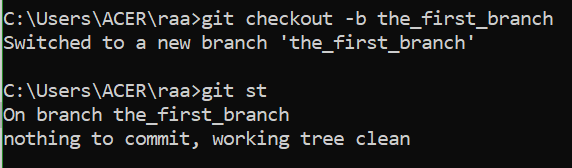 C:\Users\ACER\raa>git checkout -b the_first_branch
Switched to a new branch 'the_first_branch'
C:\Users\ACER\raa>git st
On branch the_first_branch
nothing to commit, working tree clean